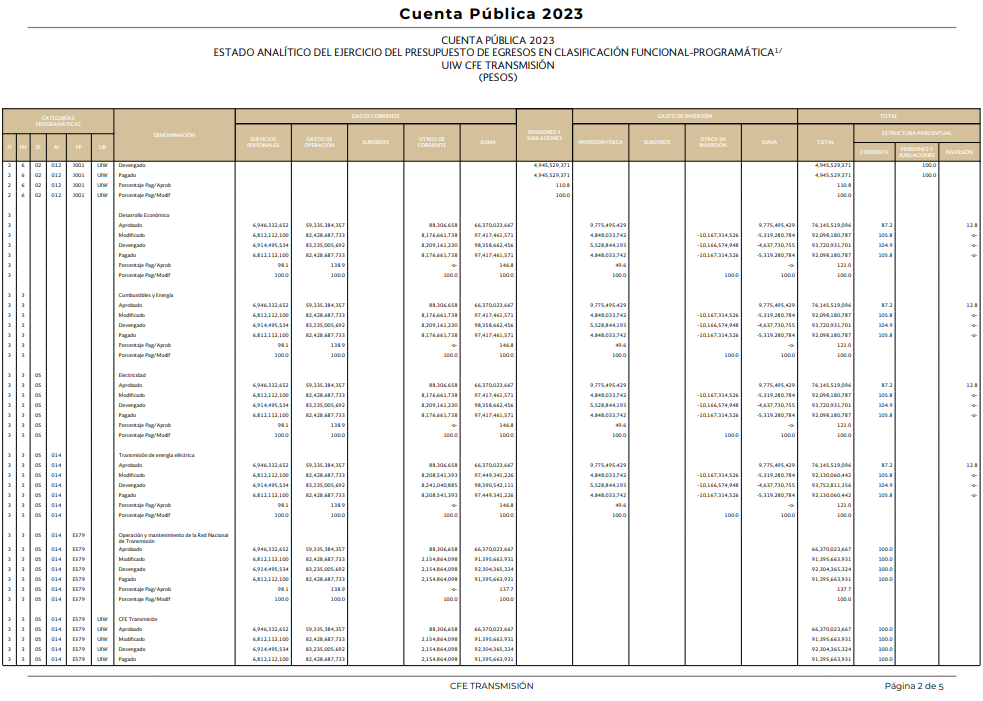 Cuenta Pública 2023
CUENTA PÚBLICA 2023
ESTADO ANALÍTICO DEL EJERCICIO DEL PRESUPUESTO DE EGRESOS EN CLASIFICACIÓN FUNCIONAL-PROGRAMÁTICA1/
UIW CFE TRANSMISIÓN
(PESOS)
CATEGORÍAS PROGRAMÁTICAS DENOMINACIÓN GASTO CORRIENTE PENSIONES Y JUBILACIONES GASTO DE INVERSIÓN TOTAL
ESTRUCTURA PORCENTUAL
FI FN SF AI PP UR SERVICIOS PERSONALES GASTO DE OPERACIÓN SUBSIDIOS OTROS DE CORRIENTE SUMA INVERSIÓN FÍSICA SUBSIDIOS OTROS DE INVERSIÓN SUMA TOTAL CORRIENTE PENSIONES Y JUBILACIONES INVERSIÓN
2 6 02 012 J001 UIW Devengado 4,945,529,371 4,945,529,371 100.0
2 6 02 012 J001 UIW Pagado 4,945,529,371 4,945,529,371 100.0
2 6 02 012 J001 UIW Porcentaje Pag/Aprob 110.8 110.8
2 6 02 012 J001 UIW Porcentaje Pag/Modif 100.0 100.0
3 Desarrollo Económico
3 Aprobado 6,946,332,652 59,335,384,357 88,306,658 66,370,023,667 9,775,495,429 9,775,495,429 76,145,519,096 87.2 12.8
3 Modificado 6,812,112,100 82,428,687,733 8,176,661,738 97,417,461,571 4,848,033,742 -10,167,314,526 -5,319,280,784 92,098,180,787 105.8 -o-
3 Devengado 6,914,495,534 83,235,005,692 8,209,161,230 98,358,662,456 5,528,844,193 -10,166,574,948 -4,637,730,755 93,720,931,701 104.9 -o-
3 Pagado 6,812,112,100 82,428,687,733 8,176,661,738 97,417,461,571 4,848,033,742 -10,167,314,526 -5,319,280,784 92,098,180,787 105.8 -o-
3 Porcentaje Pag/Aprob 98.1 138.9 -o- 146.8 49.6 -o- 121.0
3 Porcentaje Pag/Modif 100.0 100.0 100.0 100.0 100.0 100.0 100.0 100.0
3 3 Combustibles y Energía
3 3 Aprobado 6,946,332,652 59,335,384,357 88,306,658 66,370,023,667 9,775,495,429 9,775,495,429 76,145,519,096 87.2 12.8
3 3 Modificado 6,812,112,100 82,428,687,733 8,176,661,738 97,417,461,571 4,848,033,742 -10,167,314,526 -5,319,280,784 92,098,180,787 105.8 -o-
3 3 Devengado 6,914,495,534 83,235,005,692 8,209,161,230 98,358,662,456 5,528,844,193 -10,166,574,948 -4,637,730,755 93,720,931,701 104.9 -o-
3 3 Pagado 6,812,112,100 82,428,687,733 8,176,661,738 97,417,461,571 4,848,033,742 -10,167,314,526 -5,319,280,784 92,098,180,787 105.8 -o-
3 3 Porcentaje Pag/Aprob 98.1 138.9 -o- 146.8 49.6 -o- 121.0
3 3 Porcentaje Pag/Modif 100.0 100.0 100.0 100.0 100.0 100.0 100.0 100.0
3 3 05 Electricidad
3 3 05 Aprobado 6,946,332,652 59,335,384,357 88,306,658 66,370,023,667 9,775,495,429 9,775,495,429 76,145,519,096 87.2 12.8
3 3 05 Modificado 6,812,112,100 82,428,687,733 8,176,661,738 97,417,461,571 4,848,033,742 -10,167,314,526 -5,319,280,784 92,098,180,787 105.8 -o-
3 3 05 Devengado 6,914,495,534 83,235,005,692 8,209,161,230 98,358,662,456 5,528,844,193 -10,166,574,948 -4,637,730,755 93,720,931,701 104.9 -o-
3 3 05 Pagado 6,812,112,100 82,428,687,733 8,176,661,738 97,417,461,571 4,848,033,742 -10,167,314,526 -5,319,280,784 92,098,180,787 105.8 -o-
3 3 05 Porcentaje Pag/Aprob 98.1 138.9 -o- 146.8 49.6 -o- 121.0
3 3 05 Porcentaje Pag/Modif 100.0 100.0 100.0 100.0 100.0 100.0 100.0 100.0
3 3 05 014 Transmisión de energía eléctrica
3 3 05 014 Aprobado 6,946,332,652 59,335,384,357 88,306,658 66,370,023,667 9,775,495,429 9,775,495,429 76,145,519,096 87.2 12.8
3 3 05 014 Modificado 6,812,112,100 82,428,687,733 8,208,541,393 97,449,341,226 4,848,033,742 -10,167,314,526 -5,319,280,784 92,130,060,442 105.8 -o-
3 3 05 014 Devengado 6,914,495,534 83,235,005,692 8,241,040,885 98,390,542,111 5,528,844,193 -10,166,574,948 -4,637,730,755 93,752,811,356 104.9 -o-
3 3 05 014 Pagado 6,812,112,100 82,428,687,733 8,208,541,393 97,449,341,226 4,848,033,742 -10,167,314,526 -5,319,280,784 92,130,060,442 105.8 -o-
3 3 05 014 Porcentaje Pag/Aprob 98.1 138.9 -o- 146.8 49.6 -o- 121.0
3 3 05 014 Porcentaje Pag/Modif 100.0 100.0 100.0 100.0 100.0 100.0 100.0 100.0
3 3 05 014 E579 Operación y mantenimiento de la Red Nacional
de Transmisión
3 3 05 014 E579 Aprobado 6,946,332,652 59,335,384,357 88,306,658 66,370,023,667 66,370,023,667 100.0
3 3 05 014 E579 Modificado 6,812,112,100 82,428,687,733 2,154,864,098 91,395,663,931 91,395,663,931 100.0
3 3 05 014 E579 Devengado 6,914,495,534 83,235,005,692 2,154,864,098 92,304,365,324 92,304,365,324 100.0
3 3 05 014 E579 Pagado 6,812,112,100 82,428,687,733 2,154,864,098 91,395,663,931 91,395,663,931 100.0
3 3 05 014 E579 Porcentaje Pag/Aprob 98.1 138.9 -o- 137.7 137.7
3 3 05 014 E579 Porcentaje Pag/Modif 100.0 100.0 100.0 100.0 100.0
3 3 05 014 E579 UIW CFE Transmisión
3 3 05 014 E579 UIW Aprobado 6,946,332,652 59,335,384,357 88,306,658 66,370,023,667 66,370,023,667 100.0
3 3 05 014 E579 UIW Modificado 6,812,112,100 82,428,687,733 2,154,864,098 91,395,663,931 91,395,663,931 100.0
3 3 05 014 E579 UIW Devengado 6,914,495,534 83,235,005,692 2,154,864,098 92,304,365,324 92,304,365,324 100.0
3 3 05 014 E579 UIW Pagado 6,812,112,100 82,428,687,733 2,154,864,098 91,395,663,931 91,395,663,931 100.0
CFE TRANSMISIÓN
Página 2 de 5